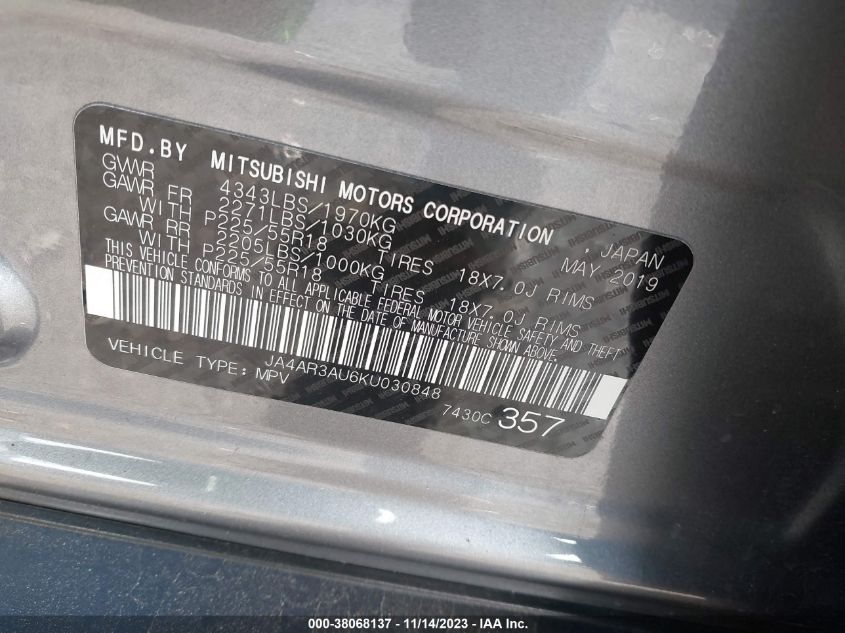 MFD.BY MITSUBISHI MOTORS CORPORATION , JAPAN
GVWR 4343LBS/1970KG MAY 2019
GAWR FR 2271LBS/1030KG
WITH P225/55R18 TIRES 18X7.0J RIMS
GAWR RR 2205LBS/1000KG
WITH P225/55R18 TIRES 18X7.0J RIMS
THIS VEHICLE CONFORMS TO ALL APPLICABLE FEDERAL MOTOR VEHICLE SAFETY AND THEFT
PREVENTION STANDARDS IN EFFECT ON THE DATE OF MANUFACTURE SHOWN ABOVE.
JA4AR3AU6KU030848
VEHICLE TYPE: MPV 7430C 357
000-38068137 - 11/14/2023 - IAA Inc.